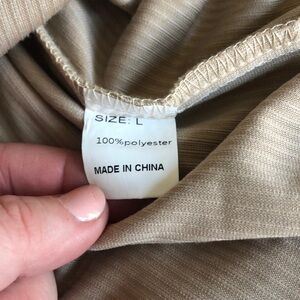 SIZE: L
100%polyester
MADE IN CHINA